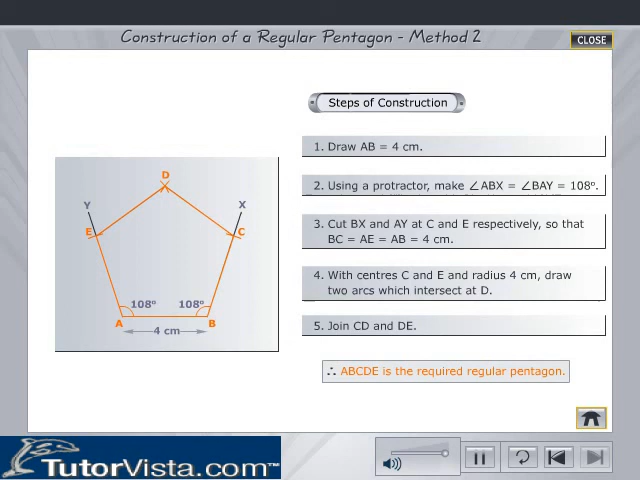 Construction of a Regular Pentagon - Method 2
CLOSE
Steps of Construction
1. Draw AB = 4 cm.
2. Using a protractor, make ∠ABX = ∠BAY = 108°.
3. Cut BX and AY at C and E respectively, so that
BC = AE = AB = 4 cm.
4. With centres C and E and radius 4 cm, draw
two arcs which intersect at D.
5. Join CD and DE.
∴ ABCDE is the required regular pentagon.
D
Y
X
E
C
108°
108°
A
B
4 cm
TutorVista.com™